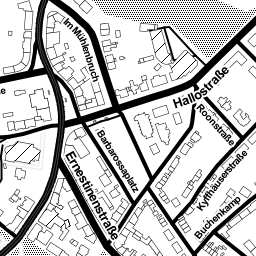 Im Mühlenbruch
Hallostraße
Roonstraße
Barbarossaplatz
Ernestinenstraße
Kyffhäuserstraße
Buchenkamp